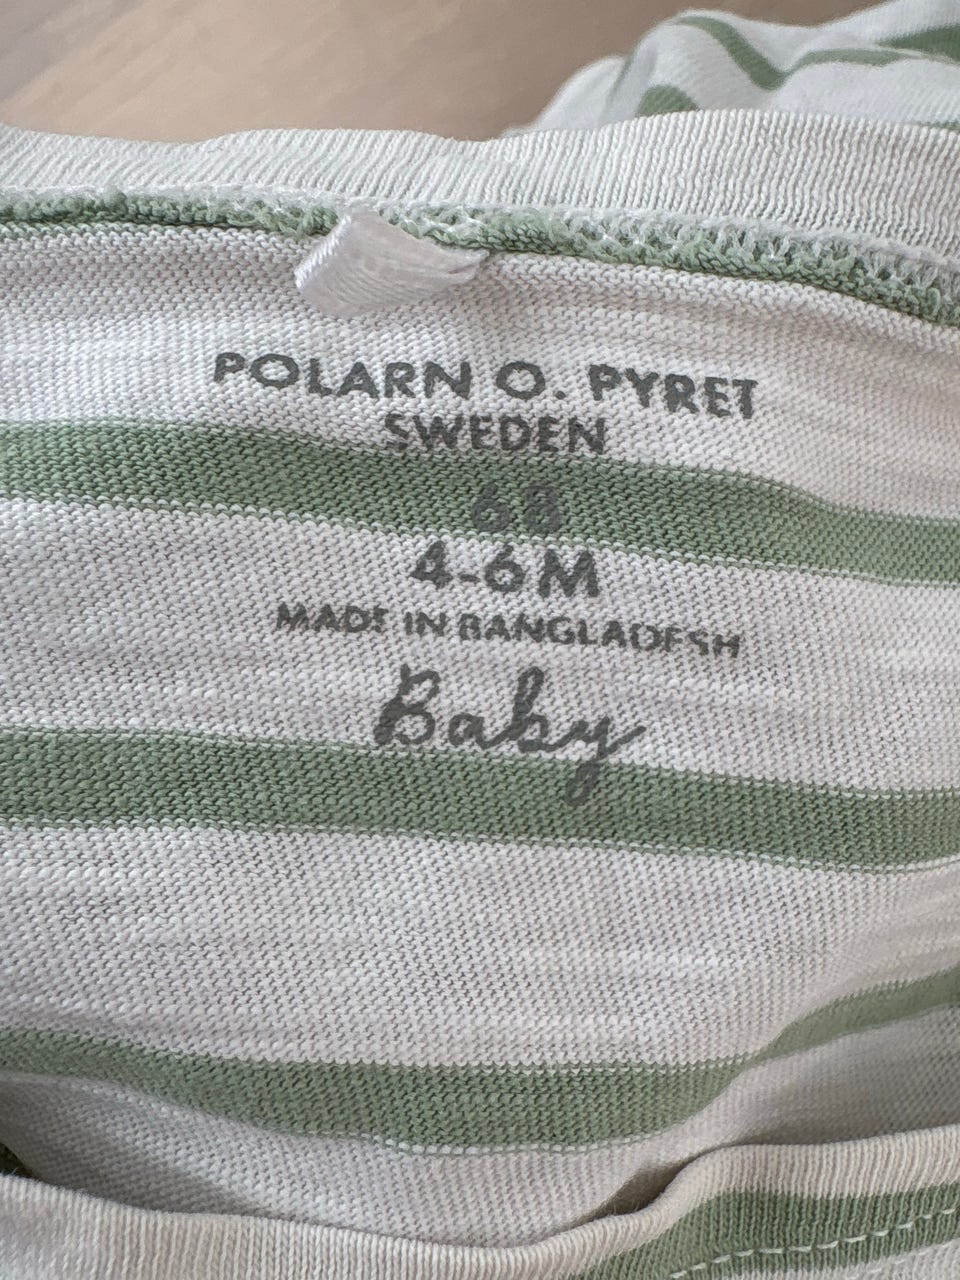 POLARN O. PYRET
SWEDEN
68
4-6M
MADE IN BANGLADESH
Baby